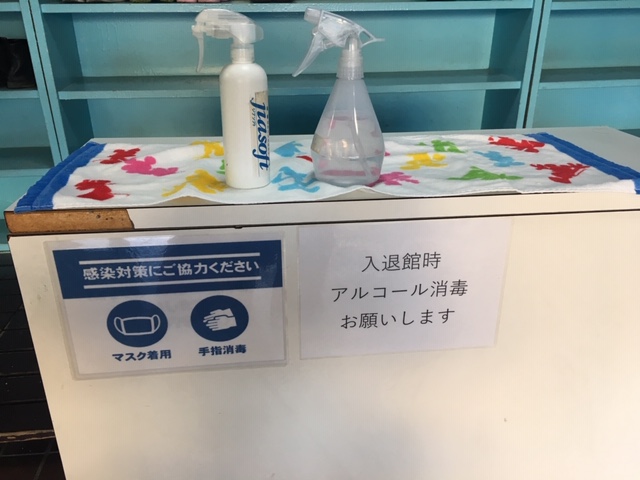 Jiasoft
感染対策にご協力ください
マスク着用
手指消毒
入退館時
アルコール消毒
お願いします